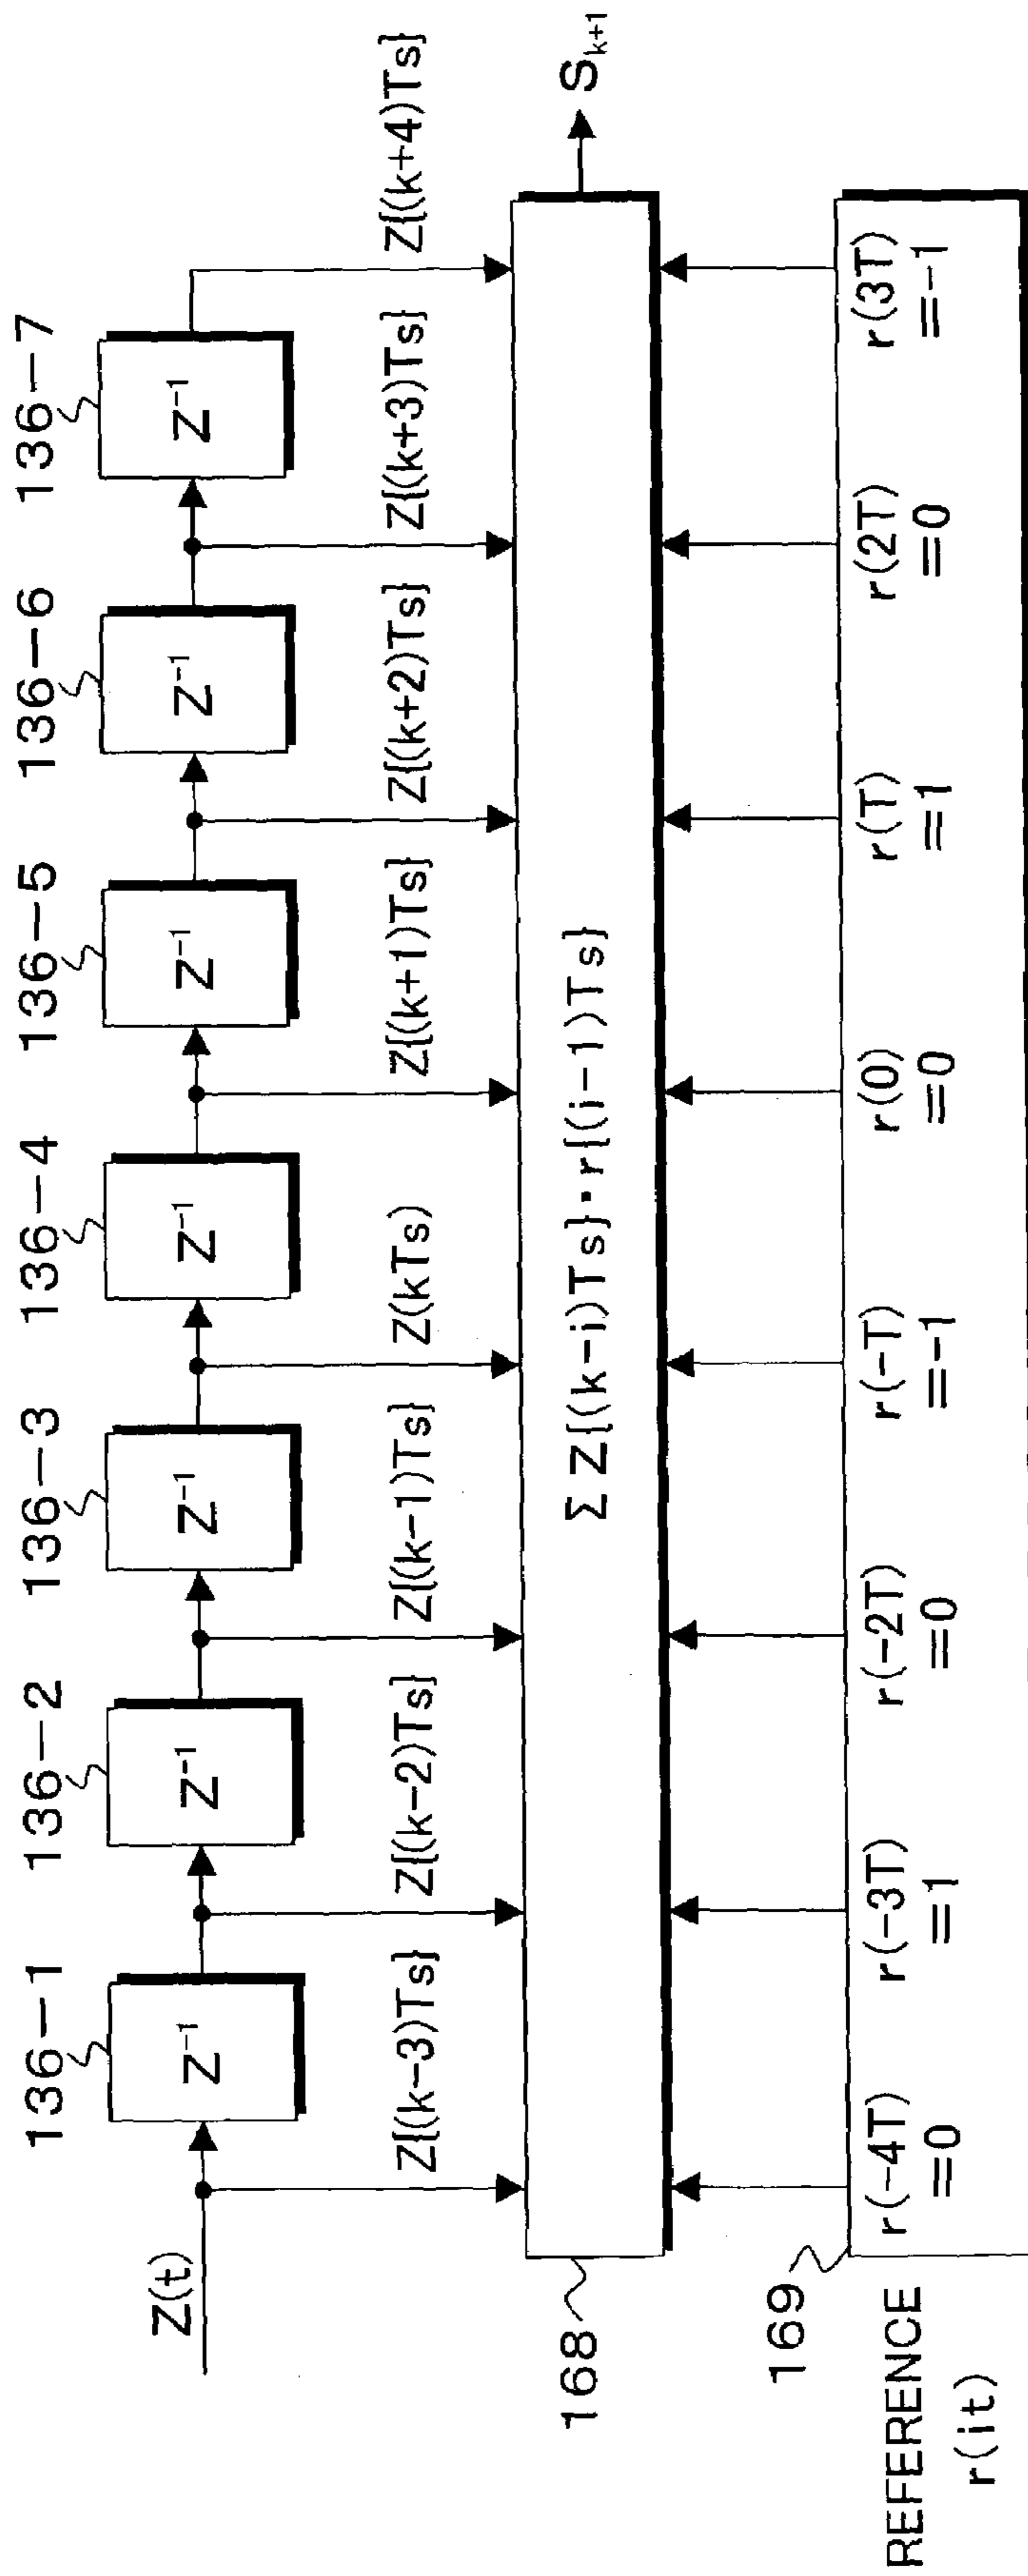 136-1 136-2 136-3 136-4 136-5 136-6 136-7
Z(t) Z⁻¹ Z⁻¹ Z⁻¹ Z⁻¹ Z⁻¹ Z⁻¹ Z⁻¹
Z{(k-3)Ts} Z{(k-2)Ts} Z{(k-1)Ts} Z(kTs) Z{(k+1)Ts} Z{(k+2)Ts} Z{(k+3)Ts} Z{(k+4)Ts}
168 Σ Z{(k-i)Ts}・r{(i-1)Ts} Sₖ₊₁
169
REFERENCE r(-4T) r(-3T) r(-2T) r(-T) r(0) r(T) r(2T) r(3T)
r(it) =0 =1 =0 =-1 =0 =1 =0 =-1